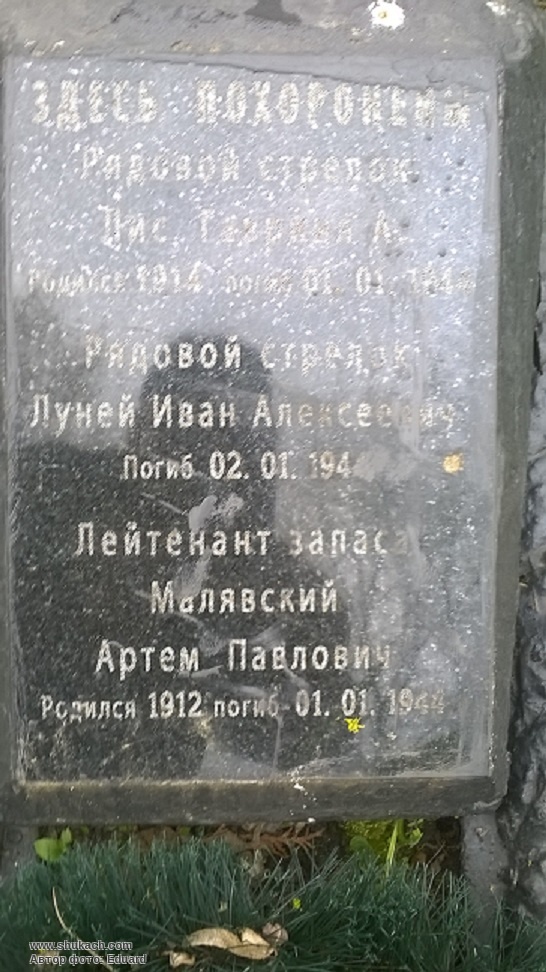 ЗДЕСЬ ПОХОРОНЕНЫ
Рядовой стрелок
А.
Родился 1914 погиб 01. 01. 1944
Рядовой стрелок
Луней Иван Алексеевич
Погиб 02. 01. 1944
Лейтенант запаса
Малявский
Артем Павлович
Родился 1912 погиб 01. 01. 1944
www.shukach.com
Автор фото: Eduard